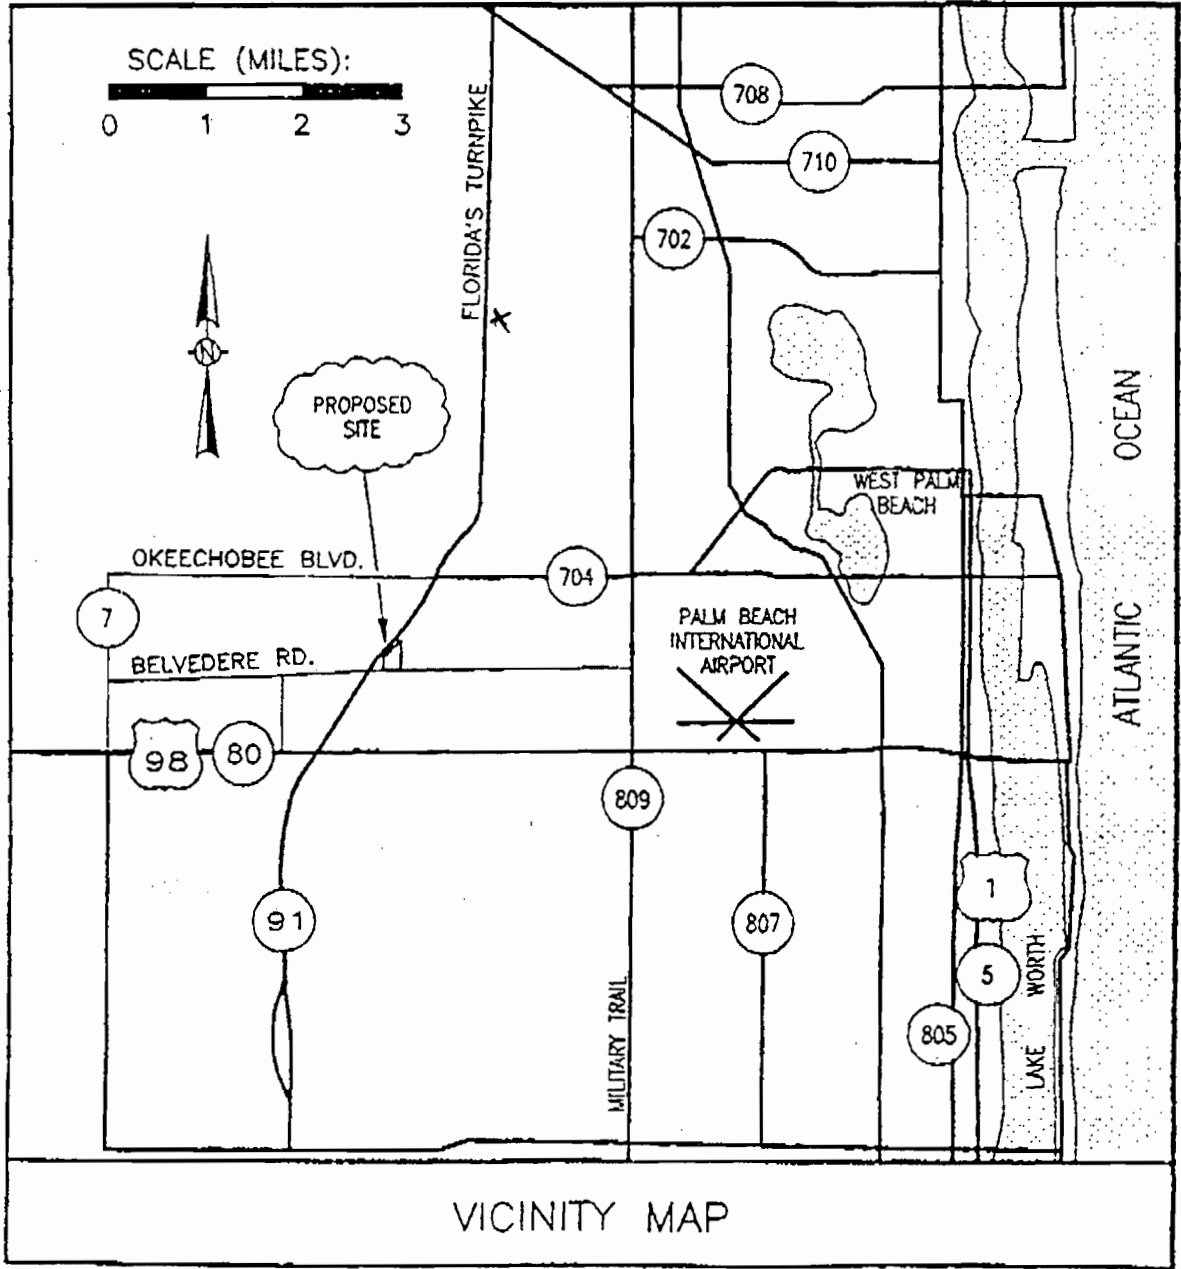 SCALE (MILES):
0 1 2 3
FLORIDA'S TURNPIKE
708
710
702
N
PROPOSED
SITE
OCEAN
WEST PALM
BEACH
OKEECHOBEE BLVD.
704
7
PALM BEACH
INTERNATIONAL
AIRPORT
BELVEDERE RD.
ATLANTIC
98
80
809
1
91
807
5
LAKE WORTH
805
MILITARY TRAIL
VICINITY MAP